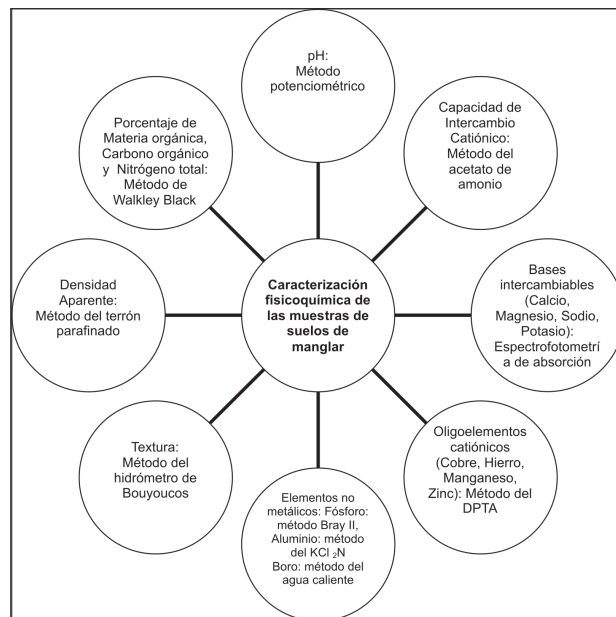 pH:
Método
potenciométrico
Capacidad de
Intercambio
Catiónico:
Método del
acetato de
amonio
Bases
intercambiables
(Calcio,
Magnesio, Sodio,
Potasio):
Espectrofotometrí
a de absorción
Oligoelementos
catiónicos
(Cobre, Hierro,
Manganeso,
Zinc): Método del
DPTA
Elementos no
metálicos: Fósforo:
método Bray II,
Aluminio: método
del KCl ₂N
Boro: método del
agua caliente
Textura:
Método del
hidrómetro de
Bouyoucos
Densidad
Aparente:
Método del terrón
parafinado
Porcentaje de
Materia orgánica,
Carbono orgánico
y Nitrógeno total:
Método de
Walkley Black
Caracterización
fisicoquímica de
las muestras de
suelos de
manglar